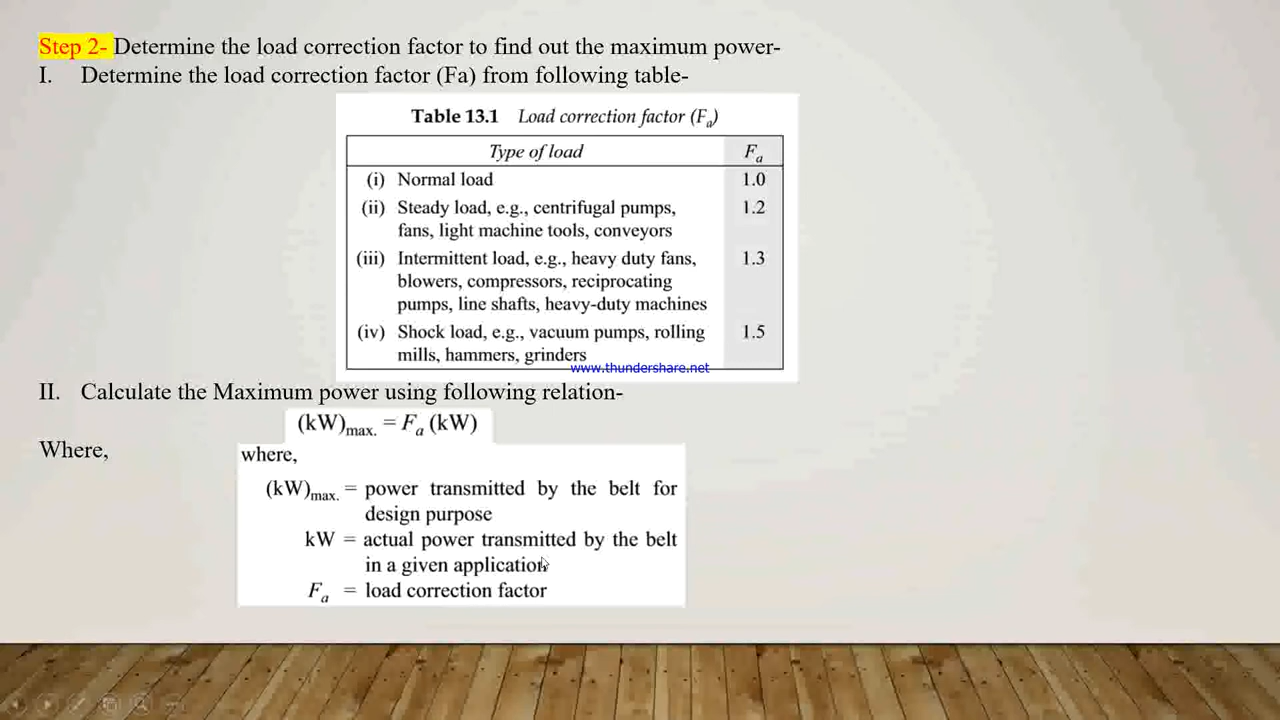 Step 2- Determine the load correction factor to find out the maximum power-
I. Determine the load correction factor (Fa) from following table-
Table 13.1 Load correction factor (Fa)
Type of load Fa
(i) Normal load 1.0
(ii) Steady load, e.g., centrifugal pumps, 1.2
fans, light machine tools, conveyors
(iii) Intermittent load, e.g., heavy duty fans, 1.3
blowers, compressors, reciprocating
pumps, line shafts, heavy-duty machines
(iv) Shock load, e.g., vacuum pumps, rolling 1.5
mills, hammers, grinders
www.thundershare.net
II. Calculate the Maximum power using following relation-
(kW)max. = Fa (kW)
Where,
where,
(kW)max. = power transmitted by the belt for
design purpose
kW = actual power transmitted by the belt
in a given application
Fa = load correction factor